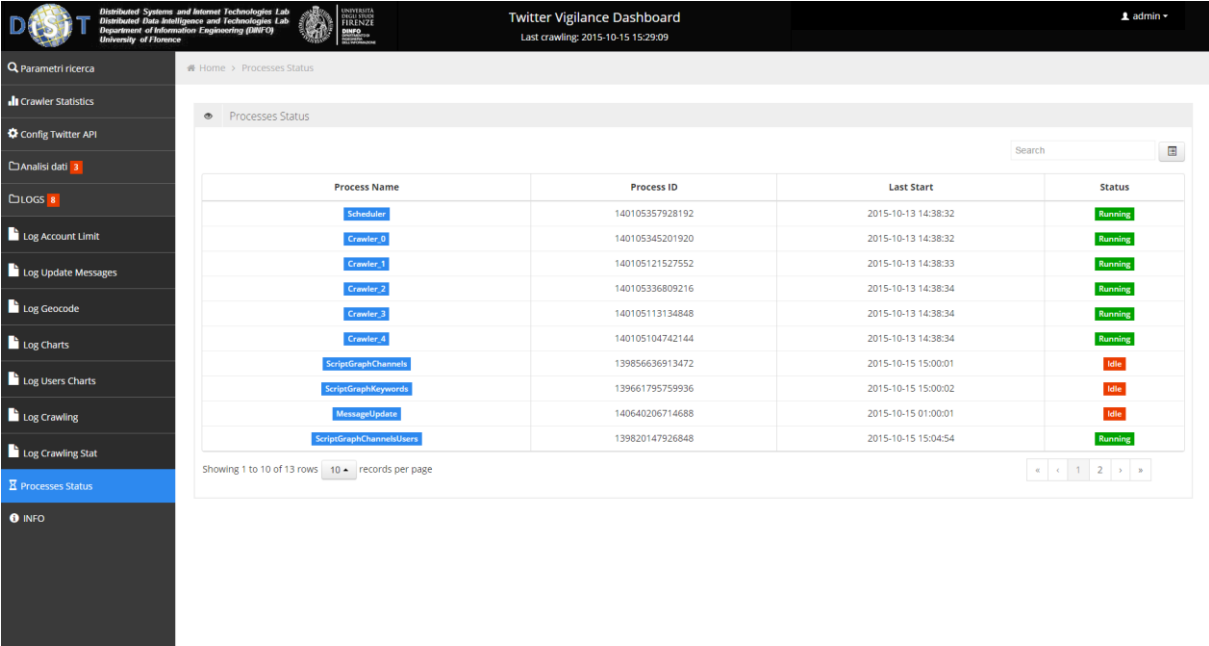 DISIT
Distributed Systems and Internet Technologies Lab
Distributed Data Intelligence and Technologies Lab
Department of Information Engineering (DINFO)
University of Florence
UNIVERSITÀ
DEGLI STUDI
FIRENZE
DINFO
Twitter Vigilance Dashboard
Last crawling: 2015-10-15 15:29:09
admin
Parametri ricerca
Crawler Statistics
Config Twitter API
Analisi dati 3
LOGS 8
Log Account Limit
Log Update Messages
Log Geocode
Log Charts
Log Users Charts
Log Crawling
Log Crawling Stat
Processes Status
INFO
Home > Processes Status
Processes Status
Search
Process Name Process ID Last Start Status
Scheduler 140105357928192 2015-10-13 14:38:32 Running
Crawler_0 140105345201920 2015-10-13 14:38:32 Running
Crawler_1 140105121527552 2015-10-13 14:38:33 Running
Crawler_2 140105336809216 2015-10-13 14:38:34 Running
Crawler_3 140105113134848 2015-10-13 14:38:34 Running
Crawler_4 140105104742144 2015-10-13 14:38:34 Running
ScriptGraphChannels 139856636913472 2015-10-15 15:00:01 Idle
ScriptGraphKeywords 139661795759936 2015-10-15 15:00:02 Idle
MessageUpdate 140640206714688 2015-10-15 01:00:01 Idle
ScriptGraphChannelsUsers 139820147926848 2015-10-15 15:04:54 Running
Showing 1 to 10 of 13 rows 10 records per page
« ‹ 1 2 › »